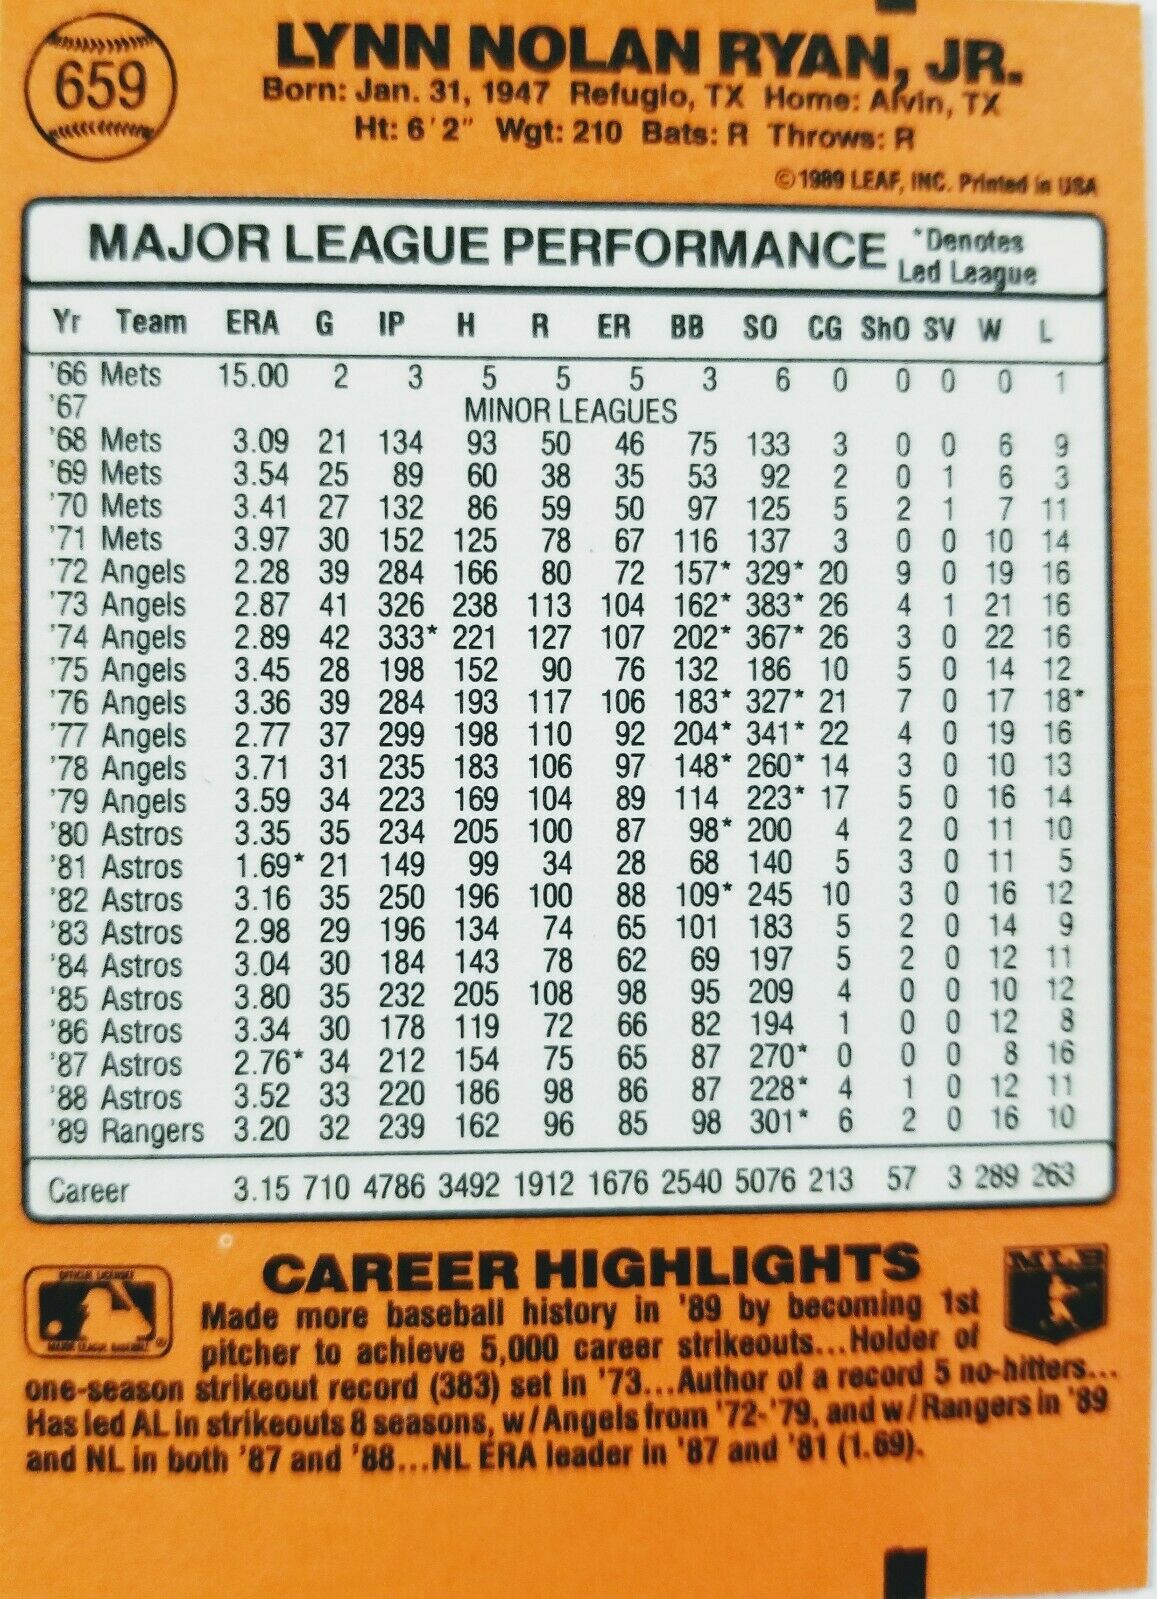 659
LYNN NOLAN RYAN, JR.
Born: Jan. 31, 1947 Refugio, TX Home: Alvin, TX
Ht: 6'2" Wgt: 210 Bats: R Throws: R
©1989 LEAF, INC. Printed in USA
MAJOR LEAGUE PERFORMANCE *Denotes
Led League
Yr Team ERA G IP H R ER BB SO CG ShO SV W L
'66 Mets 15.00 2 3 5 5 5 3 6 0 0 0 0 1
'67 MINOR LEAGUES
'68 Mets 3.09 21 134 93 50 46 75 133 3 0 0 6 9
'69 Mets 3.54 25 89 60 38 35 53 92 2 0 1 6 3
'70 Mets 3.41 27 132 86 59 50 97 125 5 2 1 7 11
'71 Mets 3.97 30 152 125 78 67 116 137 3 0 0 10 14
'72 Angels 2.28 39 284 166 80 72 157* 329* 20 9 0 19 16
'73 Angels 2.87 41 326 238 113 104 162* 383* 26 4 1 21 16
'74 Angels 2.89 42 333* 221 127 107 202* 367* 26 3 0 22 16
'75 Angels 3.45 28 198 152 90 76 132 186 10 5 0 14 12
'76 Angels 3.36 39 284 193 117 106 183* 327* 21 7 0 17 18*
'77 Angels 2.77 37 299 198 110 92 204* 341* 22 4 0 19 16
'78 Angels 3.71 31 235 183 106 97 148* 260* 14 3 0 10 13
'79 Angels 3.59 34 223 169 104 89 114 223* 17 5 0 16 14
'80 Astros 3.35 35 234 205 100 87 98* 200 4 2 0 11 10
'81 Astros 1.69* 21 149 99 34 28 68 140 5 3 0 11 5
'82 Astros 3.16 35 250 196 100 88 109* 245 10 3 0 16 12
'83 Astros 2.98 29 196 134 74 65 101 183 5 2 0 14 9
'84 Astros 3.04 30 184 143 78 62 69 197 5 2 0 12 11
'85 Astros 3.80 35 232 205 108 98 95 209 4 0 0 10 12
'86 Astros 3.34 30 178 119 72 66 82 194 1 0 0 12 8
'87 Astros 2.76* 34 212 154 75 65 87 270* 0 0 0 8 16
'88 Astros 3.52 33 220 186 98 86 87 228* 4 1 0 12 11
'89 Rangers 3.20 32 239 162 96 85 98 301* 6 2 0 16 10
Career 3.15 710 4786 3492 1912 1676 2540 5076 213 57 3 289 263
CAREER HIGHLIGHTS
OFFICIAL LICENSEE
MAJOR LEAGUE BASEBALL ®
MLB
Made more baseball history in '89 by becoming 1st
pitcher to achieve 5,000 career strikeouts...Holder of
one-season strikeout record (383) set in '73...Author of a record 5 no-hitters...
Has led AL in strikeouts 8 seasons, w/Angels from '72-'79, and w/Rangers in '89
and NL in both '87 and '88...NL ERA leader in '87 and '81 (1.69).